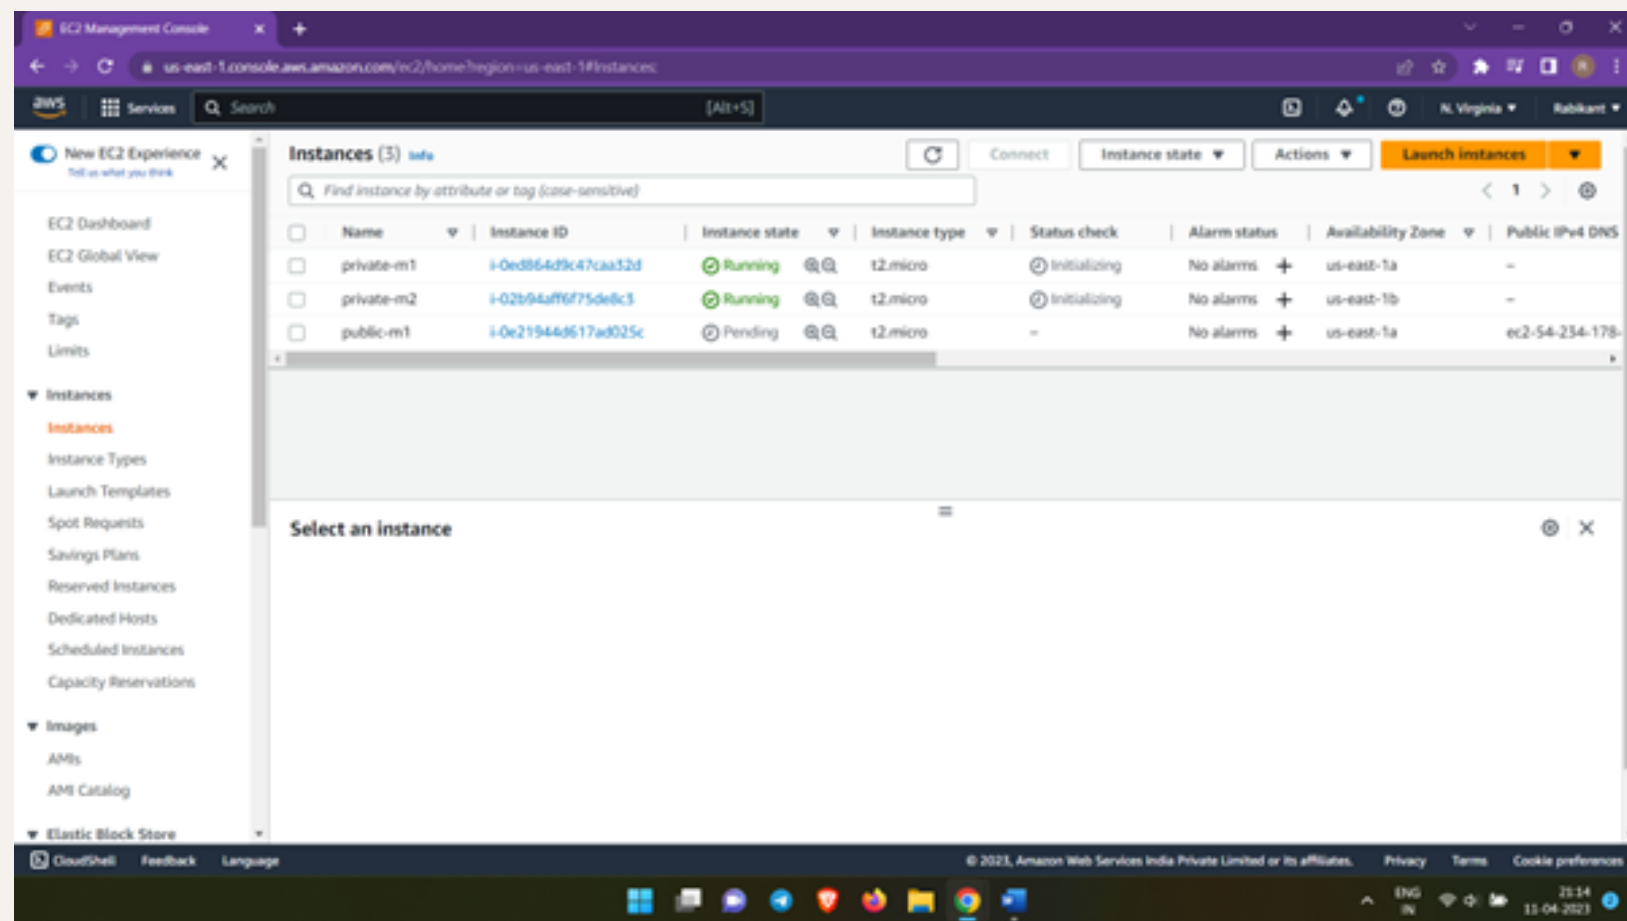 EC2 Management Console
us-east-1.console.aws.amazon.com/ec2/home?region=us-east-1#Instances:
aws Services Search [Alt+S] N. Virginia Rabikant
New EC2 Experience
Tell us what you think
EC2 Dashboard
EC2 Global View
Events
Tags
Limits
Instances
Instances
Instance Types
Launch Templates
Spot Requests
Savings Plans
Reserved Instances
Dedicated Hosts
Scheduled Instances
Capacity Reservations
Images
AMIs
AMI Catalog
Elastic Block Store
Instances (3) Info Connect Instance state Actions Launch instances
Find instance by attribute or tag (case-sensitive) 1
Name Instance ID Instance state Instance type Status check Alarm status Availability Zone Public IPv4 DNS
private-m1 i-0ed864d9c47caa32d Running t2.micro Initializing No alarms + us-east-1a –
private-m2 i-02b94aff6f75de8c3 Running t2.micro Initializing No alarms + us-east-1b –
public-m1 i-0e21944d617ad025c Pending t2.micro – No alarms + us-east-1a ec2-54-234-178-
Select an instance
CloudShell Feedback Language © 2023, Amazon Web Services India Private Limited or its affiliates. Privacy Terms Cookie preferences
ENG 21:14
IN 11-04-2023